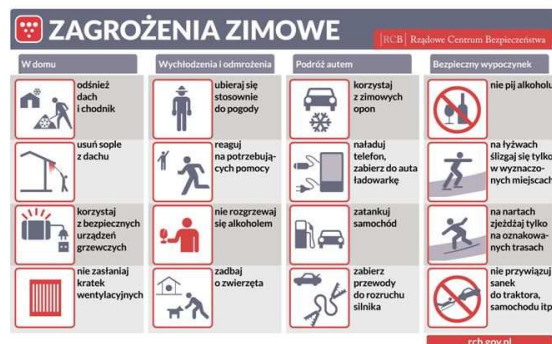 ZAGROŻENIA ZIMOWE
RCB Rządowe Centrum Bezpieczeństwa
W domu
odśnież
dach
i chodnik
usuń sople
z dachu
korzystaj
z bezpiecznych
urządzeń
grzewczych
nie zasłaniaj
kratek
wentylacyjnych
Wychłodzenia i odmrożenia
ubieraj się
stosownie
do pogody
reaguj
na potrzebują-
cych pomocy
nie rozgrzewaj
się alkoholem
zadbaj
o zwierzęta
Podróż autem
korzystaj
z zimowych
opon
naładuj
telefon,
zabierz do auta
ładowarkę
zatankuj
samochód
zabierz
przewody
do rozruchu
silnika
Bezpieczny wypoczynek
nie pij alkoholu
na łyżwach
ślizgaj się tylko
w wyznaczo-
nych miejscach
na nartach
zjeżdżaj tylko
na oznakowa-
nych trasach
nie przywiązuj
sanek
do traktora,
samochodu itp
rcb.gov.pl